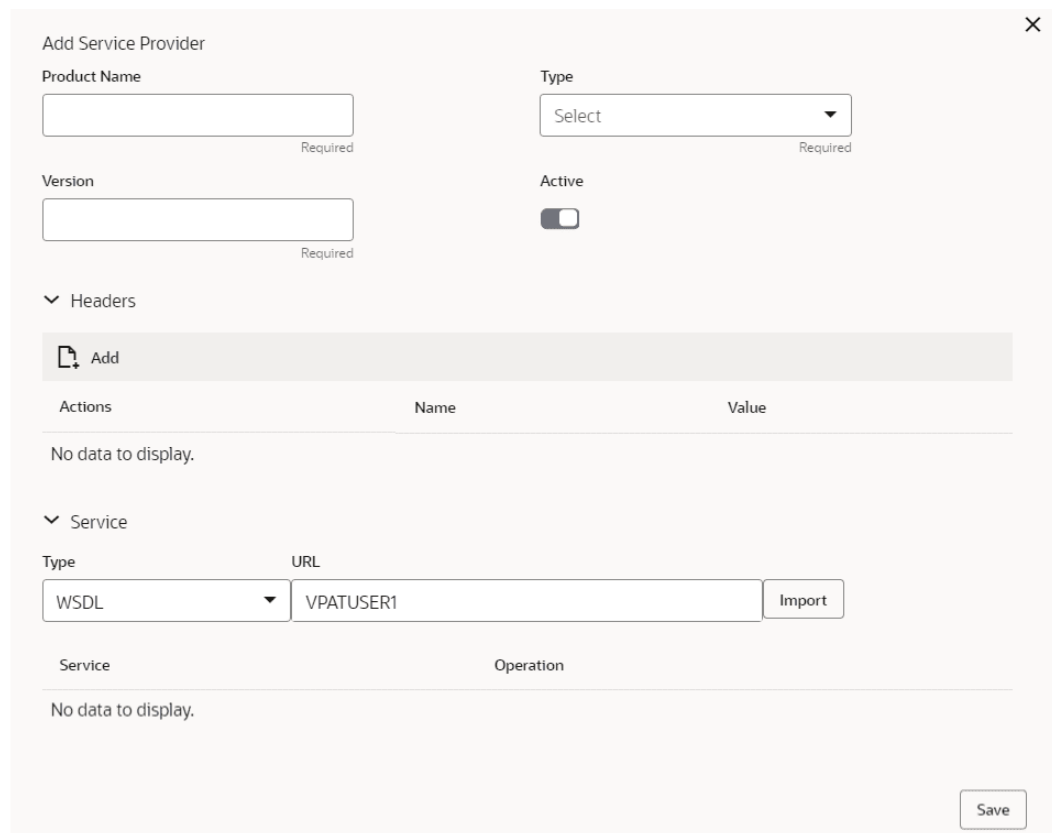 Add Service Provider
Product Name
Type
Select
Required
Required
Version
Active
Required
Headers
Add
Actions Name Value
No data to display.
Service
Type URL
WSDL VPATUSER1 Import
Service Operation
No data to display.
Save